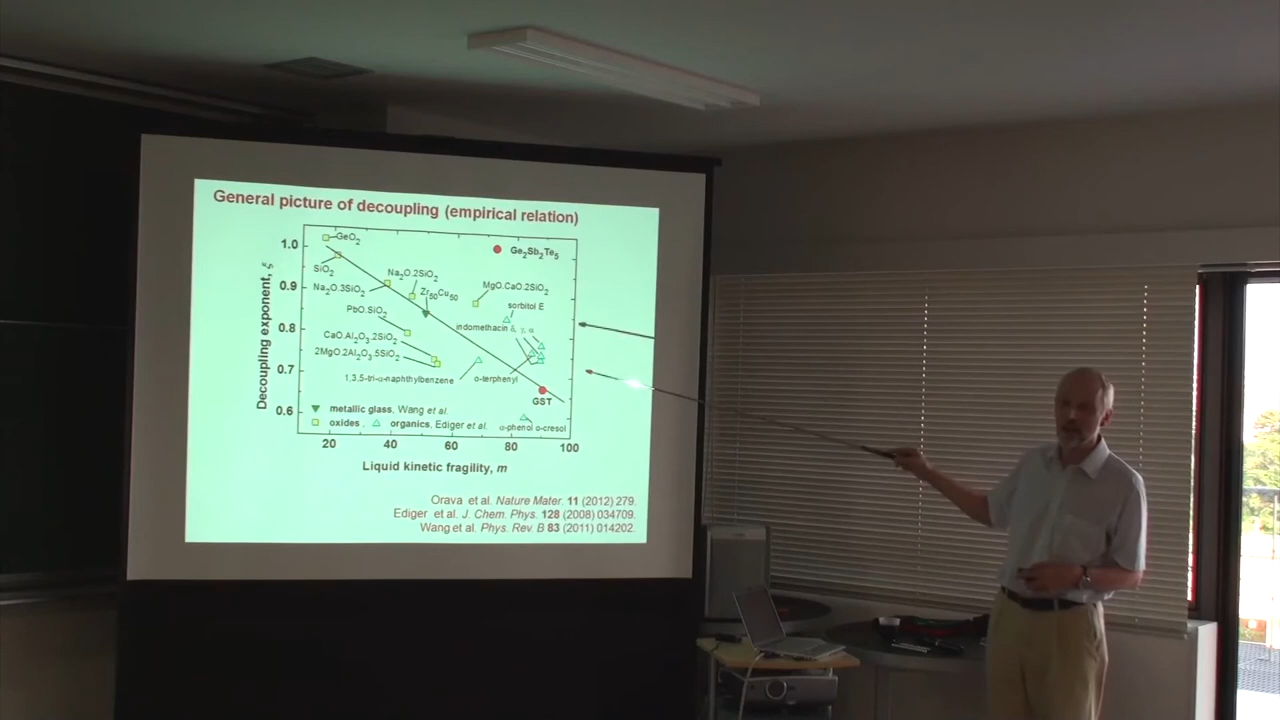 General picture of decoupling (empirical relation)
1.0
0.9
0.8
0.7
0.6
Decoupling exponent, ξ
GeO₂
Ge₂Sb₂Te₅
SiO₂
Na₂O.2SiO₂
Na₂O.3SiO₂
Zr₅₀Cu₅₀
MgO.CaO.2SiO₂
PbO.SiO₂
sorbitol E
indomethacin δ, γ, α
CaO.Al₂O₃.2SiO₂
2MgO.2Al₂O₃.5SiO₂
1,3,5-tri-α-naphthylbenzene
o-terphenyl
GST
metallic glass, Wang et al.
oxides, organics, Ediger et al.
α-phenol o-cresol
20 40 60 80 100
Liquid kinetic fragility, m
Orava et al. Nature Mater. 11 (2012) 279.
Ediger et al. J. Chem. Phys. 128 (2008) 034709.
Wang et al. Phys. Rev. B 83 (2011) 014202.